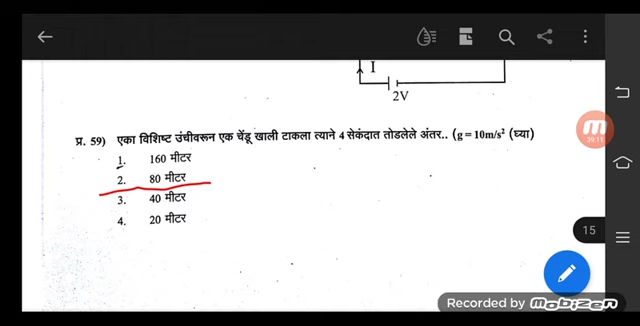 I
2V
प्र. 59) एका विशिष्ट उंचीवरून एक चेंडू खाली टाकला त्याने 4 सेकंदात तोडलेले अंतर.. (g = 10m/s² (घ्या)
1. 160 मीटर
2. 80 मीटर
3. 40 मीटर
4. 20 मीटर
15
Recorded by Mobizen